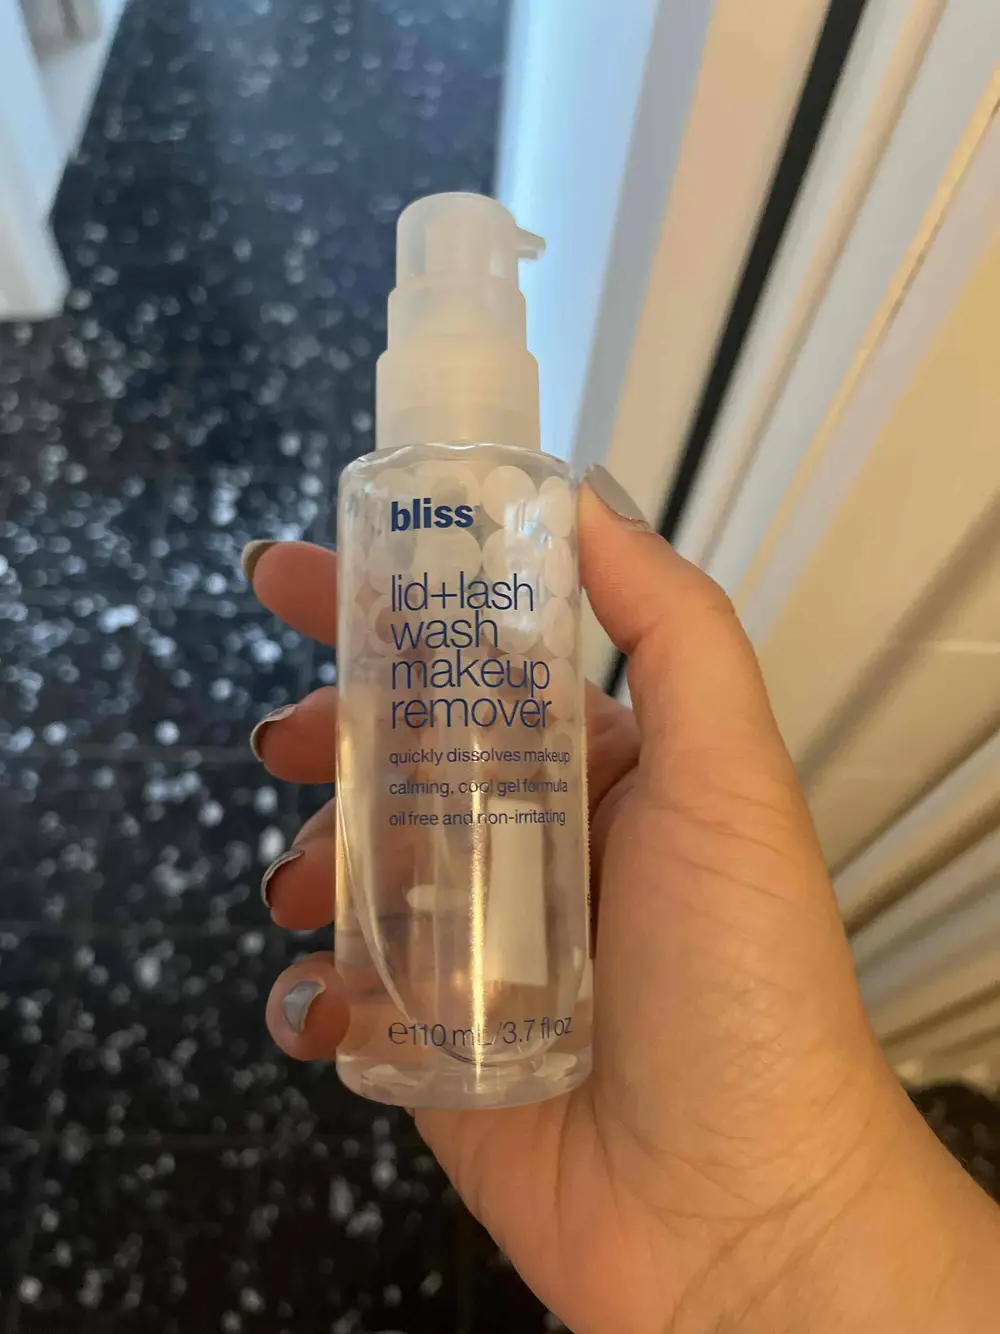 bliss
lid+lash
wash
makeup
remover
quickly dissolves makeup
calming, cool gel formula
oil free and non-irritating
℮110 mL/3.7 fl oz